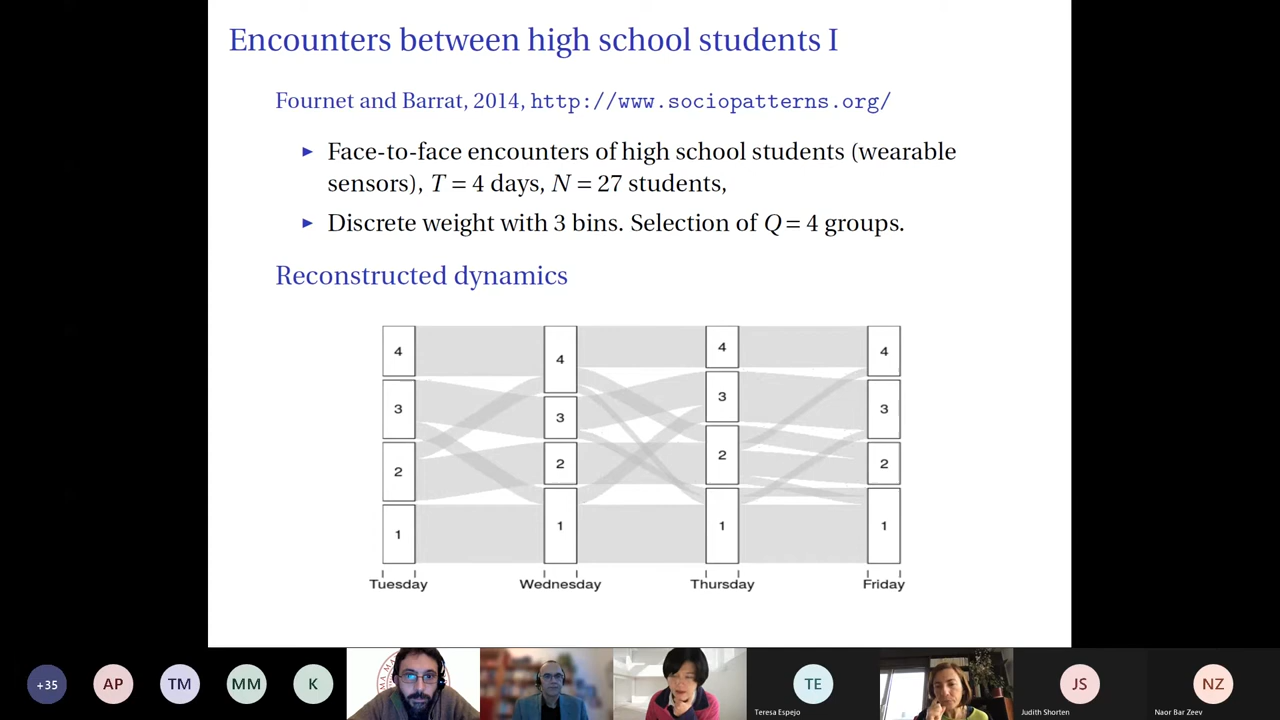 Encounters between high school students I
Fournet and Barrat, 2014, http://www.sociopatterns.org/
► Face-to-face encounters of high school students (wearable
sensors), T = 4 days, N = 27 students,
► Discrete weight with 3 bins. Selection of Q = 4 groups.
Reconstructed dynamics
4 4 4 4
3 3 3 3
2 2 2 2
1 1 1 1
Tuesday Wednesday Thursday Friday
+35 AP TM MM K TE JS NZ
Teresa Espejo Judith Shorten Naor Bar Zeev